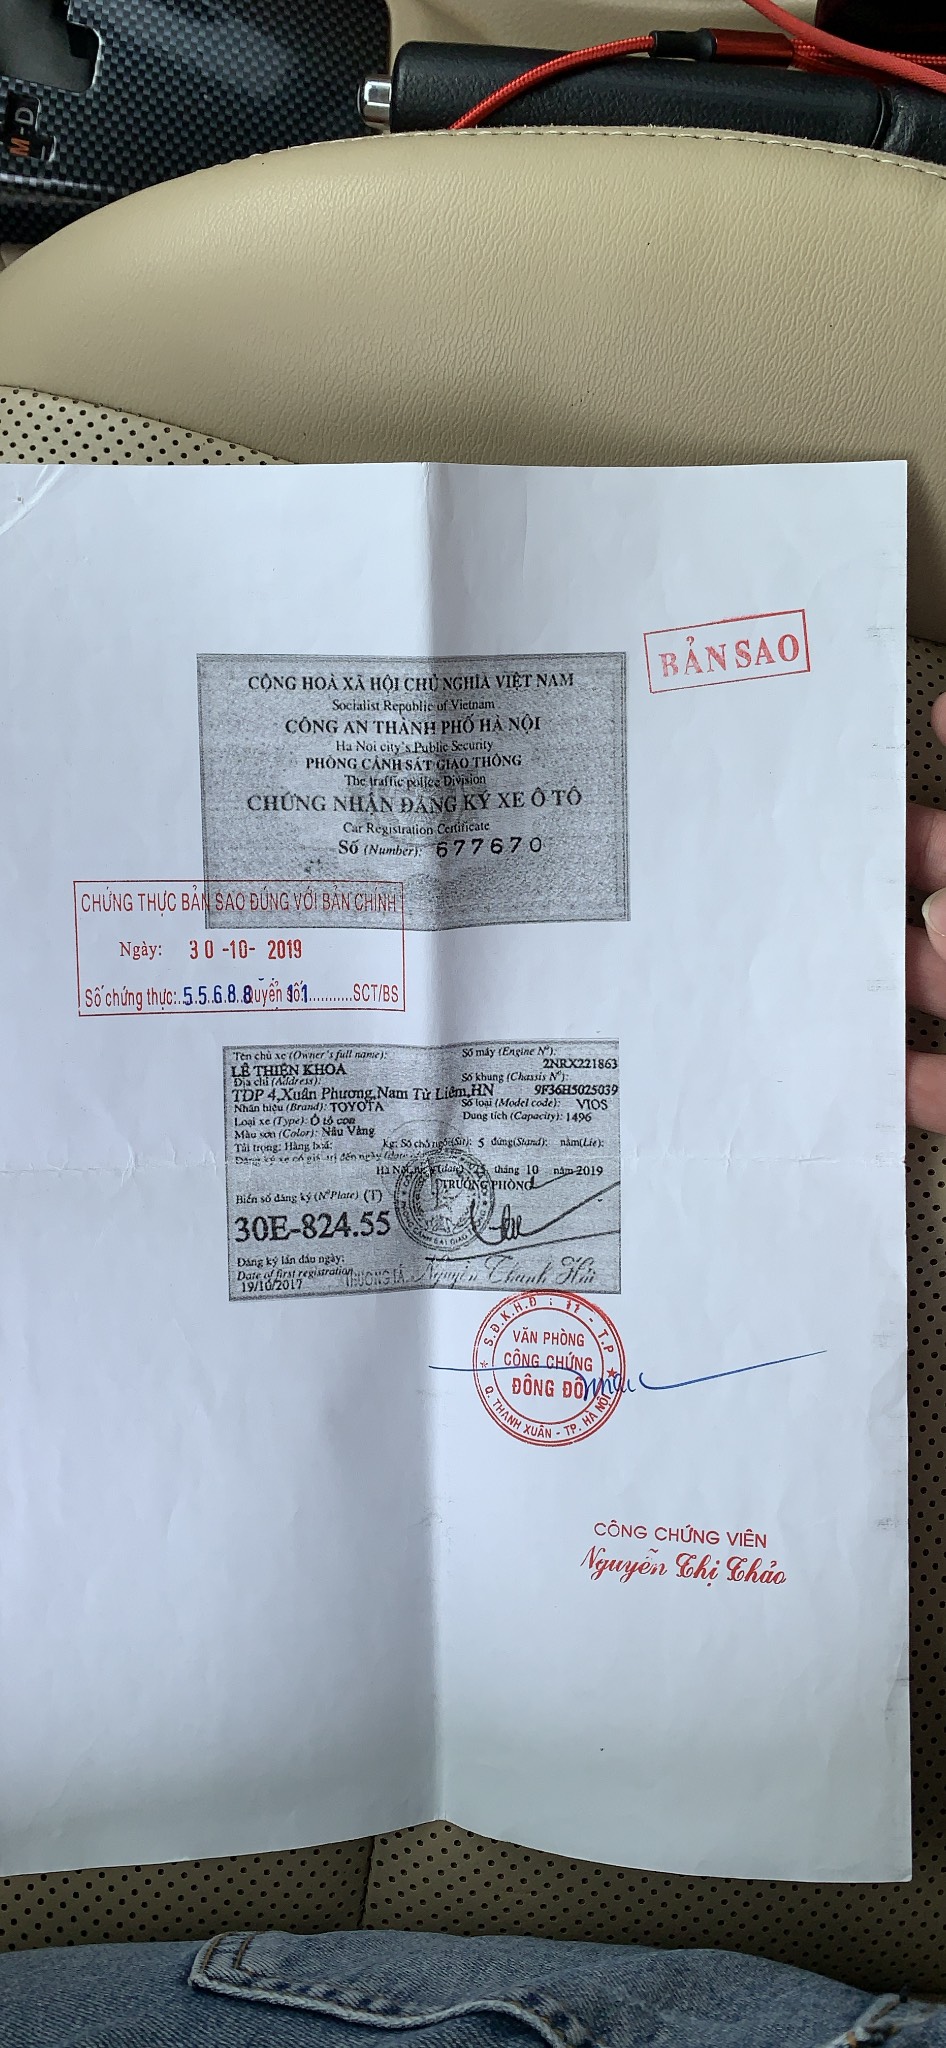 M-D
BẢN SAO
CỘNG HOÀ XÃ HỘI CHỦ NGHĨA VIỆT NAM
Socialist Republic of Vietnam
CÔNG AN THÀNH PHỐ HÀ NỘI
Ha Noi city's Public Security
PHÒNG CẢNH SÁT GIAO THÔNG
The traffic police Division
CHỨNG NHẬN ĐĂNG KÝ XE Ô TÔ
Car Registration Certificate
Số (Number): 677670
CHỨNG THỰC BẢN SAO ĐÚNG VỚI BẢN CHÍNH
Ngày: 30-10-2019
Số chứng thực: 55688 Quyển số 11 SCT/BS
Tên chủ xe (Owner's full name):
LÊ THIỆN KHOA
Địa chỉ (Address):
TDP 4,Xuân Phương,Nam Từ Liêm,HN
Nhãn hiệu (Brand): TOYOTA
Loại xe (Type): Ô tô con
Màu sơn (Color): Nâu Vàng
Số máy (Engine Nº):
2NRX221863
Số khung (Chassis Nº):
9F36H5025039
Số loại (Model code): VIOS
Dung tích (Capacity): 1496
Tải trọng: Hàng hoá: Kg: Số chỗ ngồi(Sit): 5 đứng(Stand): nằm(Lie):
Đăng ký xe có giá trị đến ngày (date
Hà Nội, (date) tháng 10 năm 2019
TRƯỞNG PHÒNG
Biển số đăng ký (Nº Plate) (T)
30E-824.55
Đăng ký lần đầu ngày:
Date of first registration
19/10/2017
THƯỢNG TÁ Nguyễn Thanh Hải
S.Đ.K.H.Đ : 11 - T.P
VĂN PHÒNG
CÔNG CHỨNG
ĐÔNG ĐÔ
Q. THANH XUÂN - TP. HÀ NỘI
CÔNG CHỨNG VIÊN
Nguyễn Thị Thảo